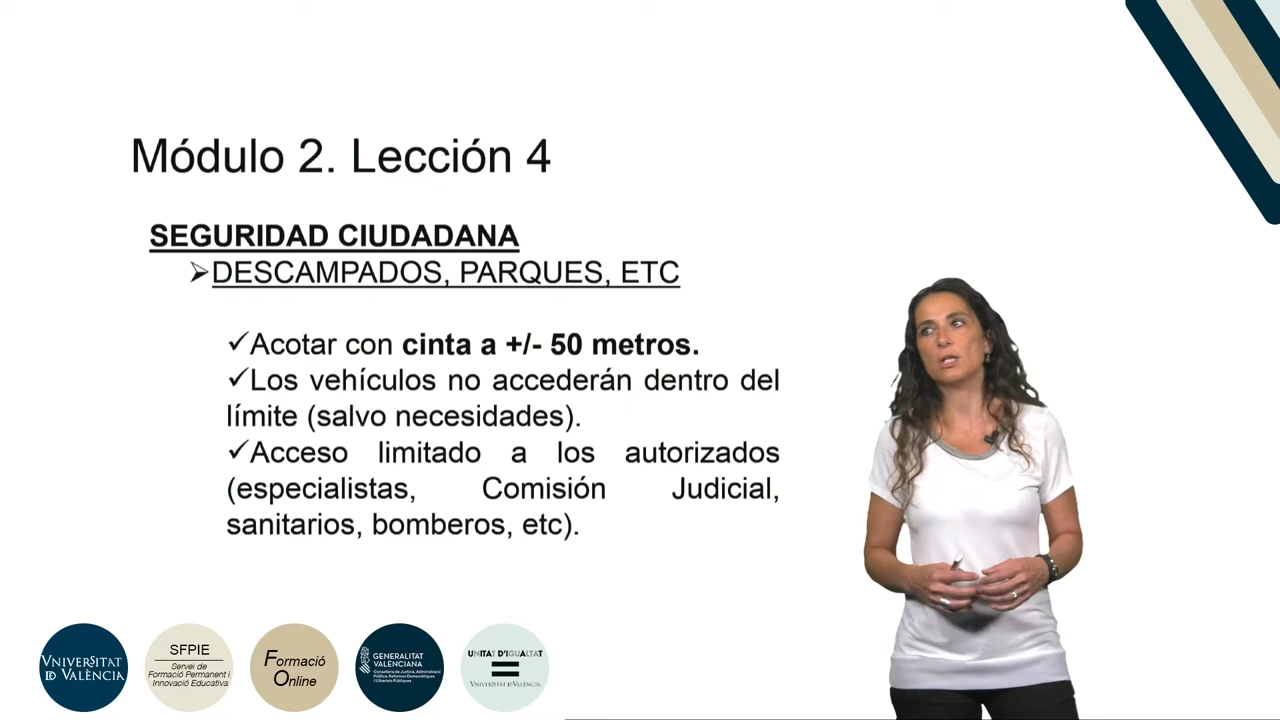 Módulo 2. Lección 4
SEGURIDAD CIUDADANA
➢DESCAMPADOS, PARQUES, ETC
✓Acotar con cinta a +/- 50 metros.
✓Los vehículos no accederán dentro del
límite (salvo necesidades).
✓Acceso limitado a los autorizados
(especialistas, Comisión Judicial,
sanitarios, bomberos, etc).
VNIVERSITAT
ID VALÈNCIA
SFPIE
Servei de
Formació Permanent i
Innovació Educativa
Formació
Online
GENERALITAT
VALENCIANA
Conselleria de Justícia, Administració
Pública, Reformes Democràtiques
i Llibertats Públiques
UNITAT D'IGUALTAT
VNIVERSITAT ID VALÈNCIA